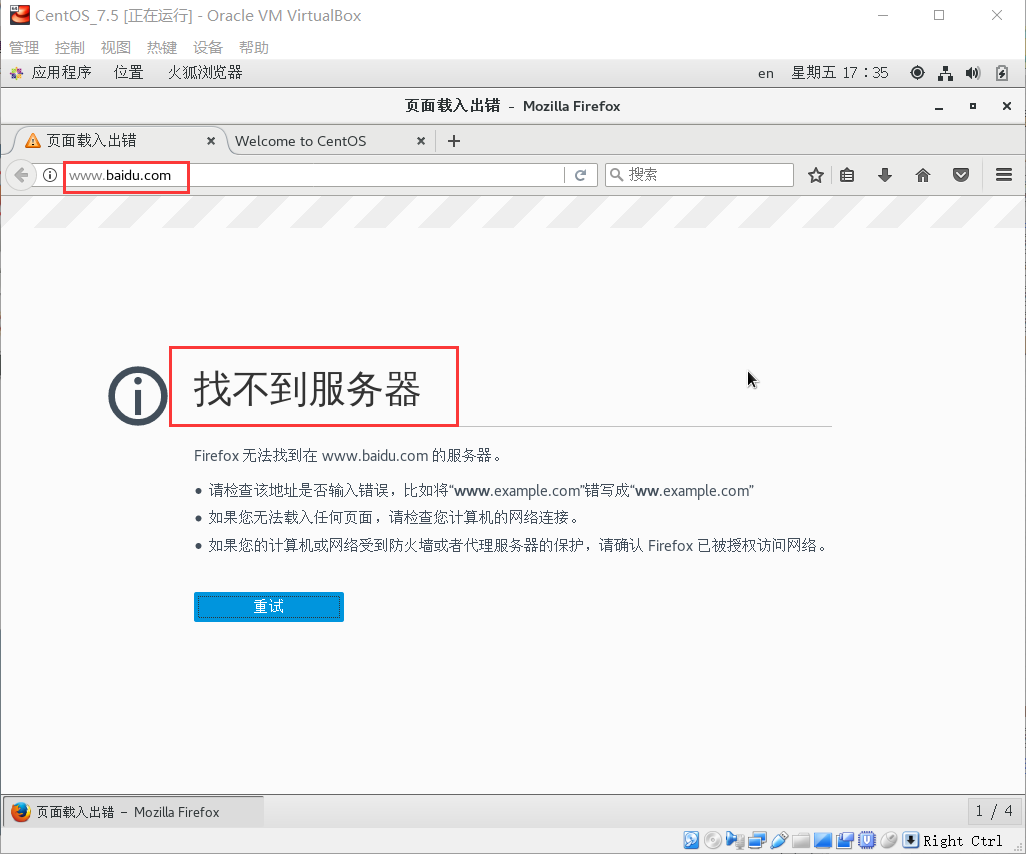 CentOS_7.5 [正在运行] - Oracle VM VirtualBox
管理 控制 视图 热键 设备 帮助
应用程序 位置 火狐浏览器 en 星期五 17：35
页面载入出错 - Mozilla Firefox
页面载入出错 Welcome to CentOS
www.baidu.com 搜索
找不到服务器
Firefox 无法找到在 www.baidu.com 的服务器。
• 请检查该地址是否输入错误，比如将“www.example.com”错写成“ww.example.com”
• 如果您无法载入任何页面，请检查您计算机的网络连接。
• 如果您的计算机或网络受到防火墙或者代理服务器的保护，请确认 Firefox 已被授权访问网络。
重试
页面载入出错 - Mozilla Firefox 1 / 4
Right Ctrl